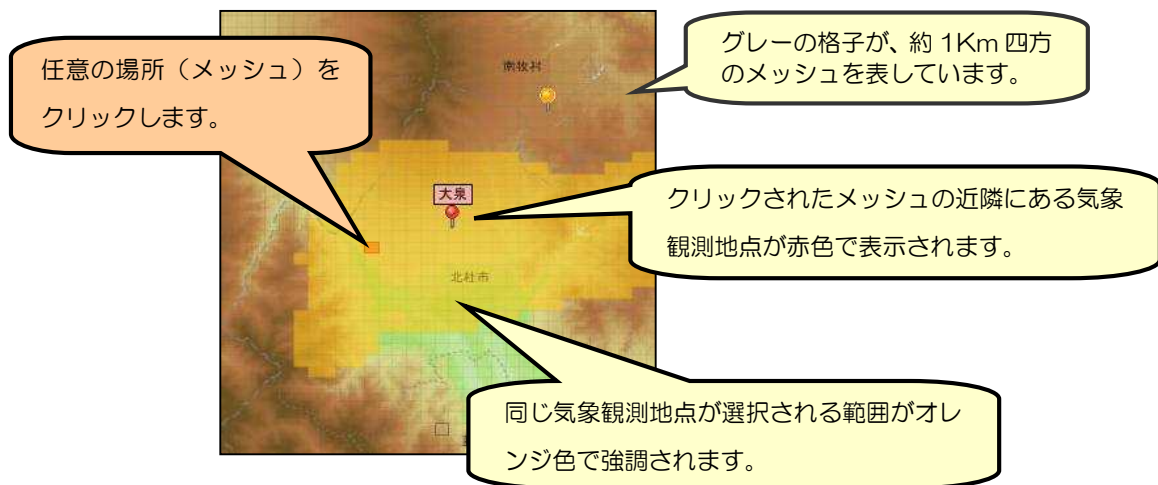 任意の場所（メッシュ）を
クリックします。
グレーの格子が、約 1Km 四方
のメッシュを表しています。
南牧村
大泉
クリックされたメッシュの近隣にある気象
観測地点が赤色で表示されます。
北杜市
同じ気象観測地点が選択される範囲がオレ
ンジ色で強調されます。